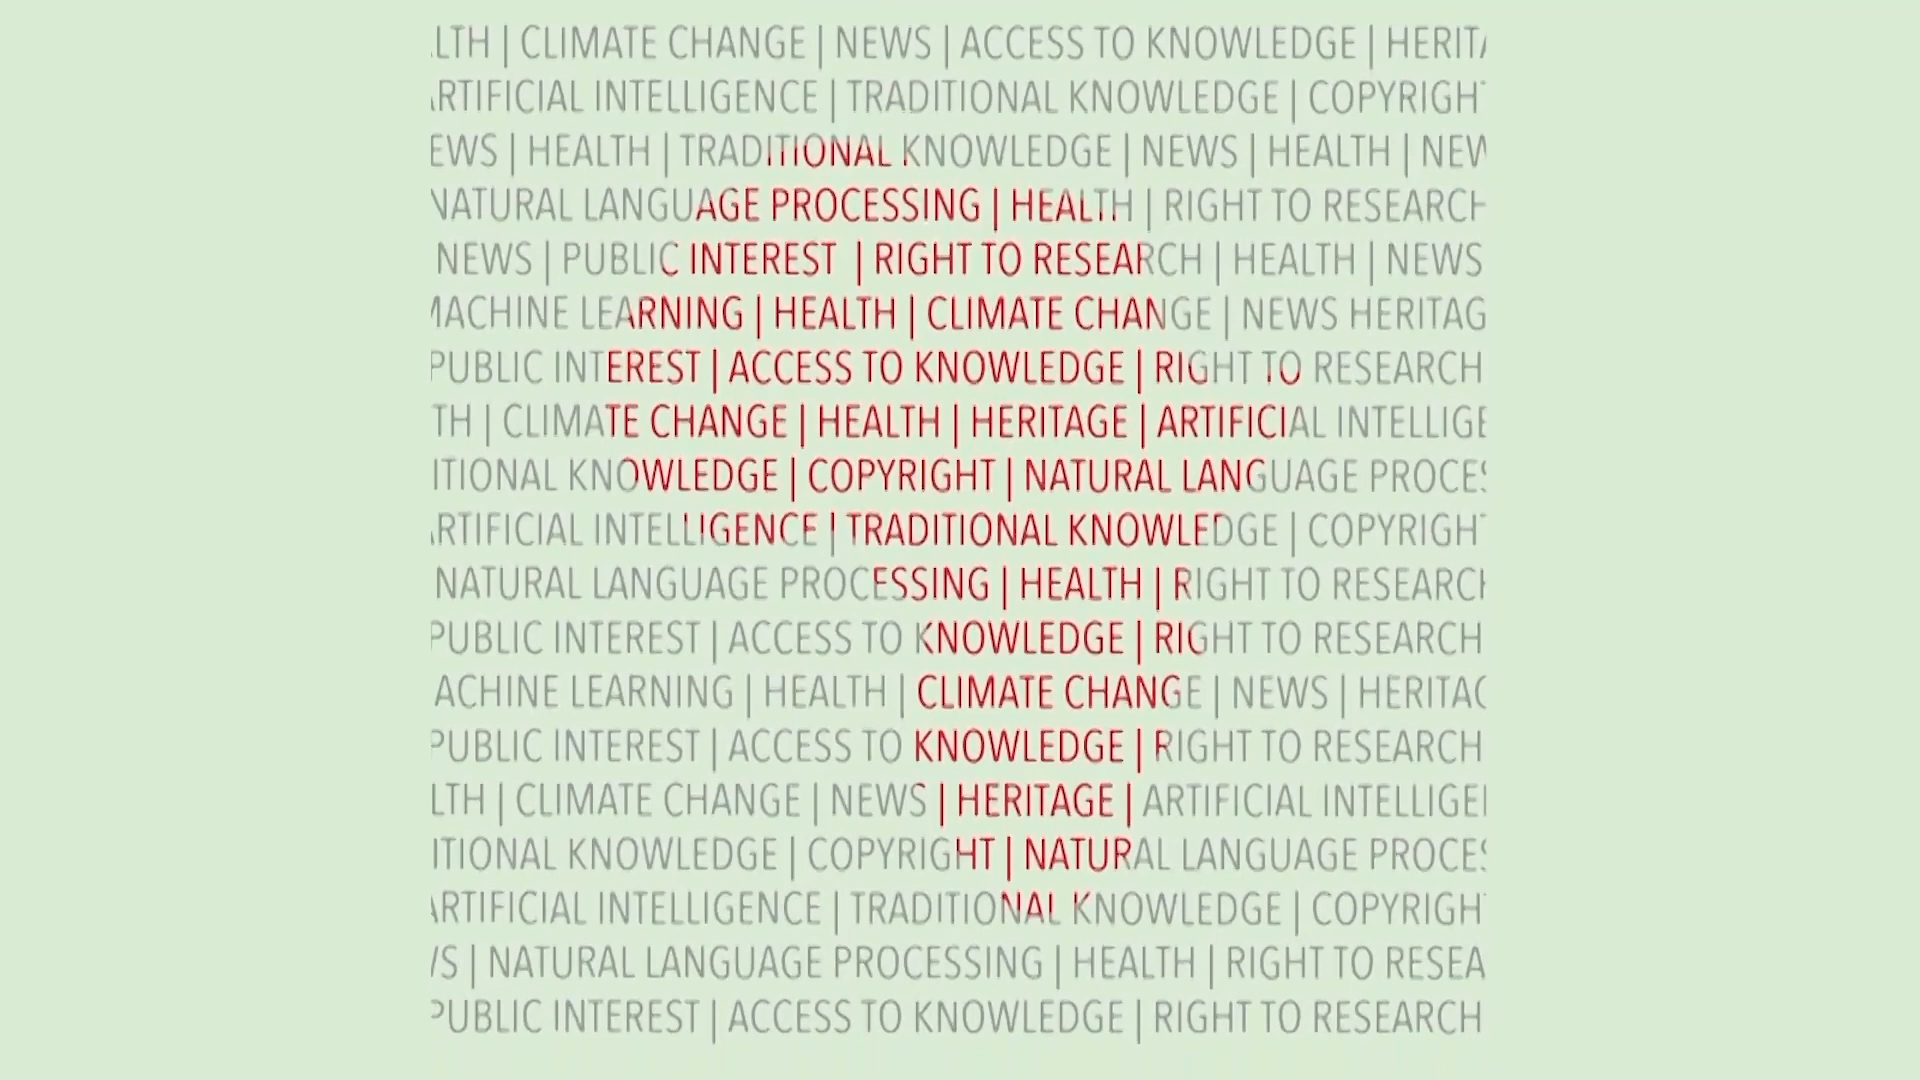 LTH | CLIMATE CHANGE | NEWS | ACCESS TO KNOWLEDGE | HERITA
ARTIFICIAL INTELLIGENCE | TRADITIONAL KNOWLEDGE | COPYRIGHT
EWS | HEALTH | TRADITIONAL KNOWLEDGE | NEWS | HEALTH | NEW
NATURAL LANGUAGE PROCESSING | HEALTH | RIGHT TO RESEARCH
NEWS | PUBLIC INTEREST | RIGHT TO RESEARCH | HEALTH | NEWS
MACHINE LEARNING | HEALTH | CLIMATE CHANGE | NEWS HERITAG
PUBLIC INTEREST | ACCESS TO KNOWLEDGE | RIGHT TO RESEARCH
TH | CLIMATE CHANGE | HEALTH | HERITAGE | ARTIFICIAL INTELLIGE
ITIONAL KNOWLEDGE | COPYRIGHT | NATURAL LANGUAGE PROCES
ARTIFICIAL INTELLIGENCE | TRADITIONAL KNOWLEDGE | COPYRIGHT
NATURAL LANGUAGE PROCESSING | HEALTH | RIGHT TO RESEARCH
PUBLIC INTEREST | ACCESS TO KNOWLEDGE | RIGHT TO RESEARCH
ACHINE LEARNING | HEALTH | CLIMATE CHANGE | NEWS | HERITAG
PUBLIC INTEREST | ACCESS TO KNOWLEDGE | RIGHT TO RESEARCH
LTH | CLIMATE CHANGE | NEWS | HERITAGE | ARTIFICIAL INTELLIGE
ITIONAL KNOWLEDGE | COPYRIGHT | NATURAL LANGUAGE PROCES
ARTIFICIAL INTELLIGENCE | TRADITIONAL KNOWLEDGE | COPYRIGHT
WS | NATURAL LANGUAGE PROCESSING | HEALTH | RIGHT TO RESEA
PUBLIC INTEREST | ACCESS TO KNOWLEDGE | RIGHT TO RESEARCH